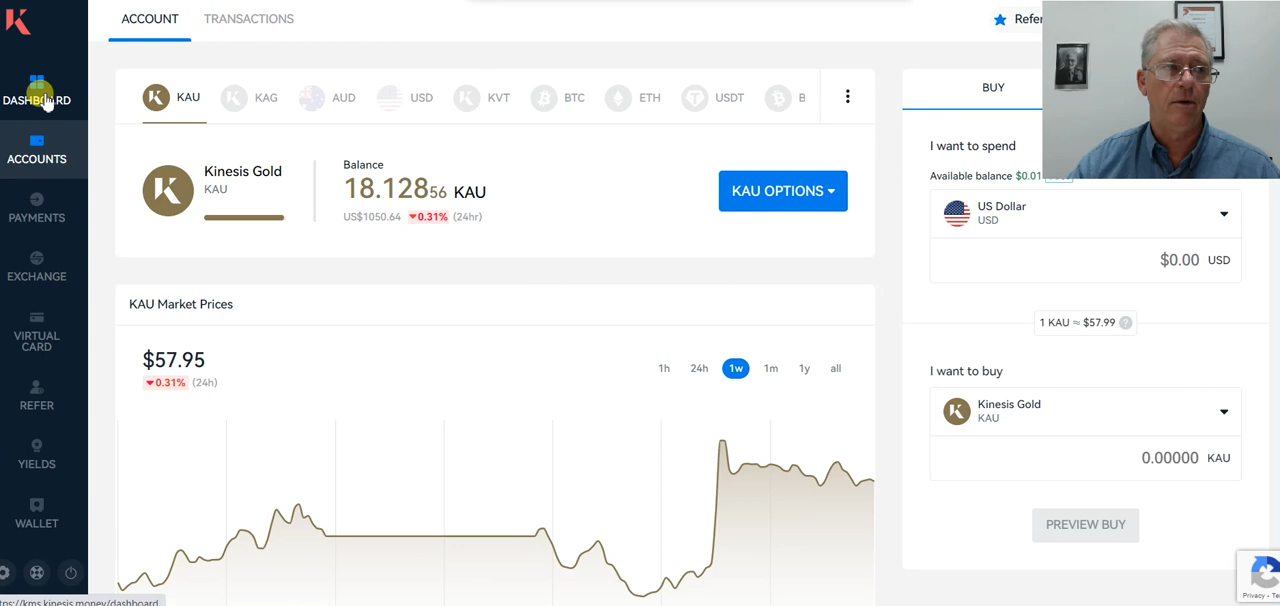 ACCOUNT
TRANSACTIONS
Refer
DASHBOARD
ACCOUNTS
PAYMENTS
EXCHANGE
VIRTUAL
CARD
REFER
YIELDS
WALLET
KAU
KAG
AUD
USD
KVT
BTC
ETH
USDT
B
Kinesis Gold
KAU
Balance
18.12856 KAU
US$1050.64 ▾0.31% (24hr)
KAU OPTIONS
KAU Market Prices
$57.95
▾0.31% (24h)
1h
24h
1w
1m
1y
all
BUY
I want to spend
Available balance $0.01
US Dollar
USD
$0.00 USD
1 KAU ≈ $57.99 ?
I want to buy
Kinesis Gold
KAU
0.00000 KAU
PREVIEW BUY
Privacy - Te
ttps://kms.kinesis.money/dashboard